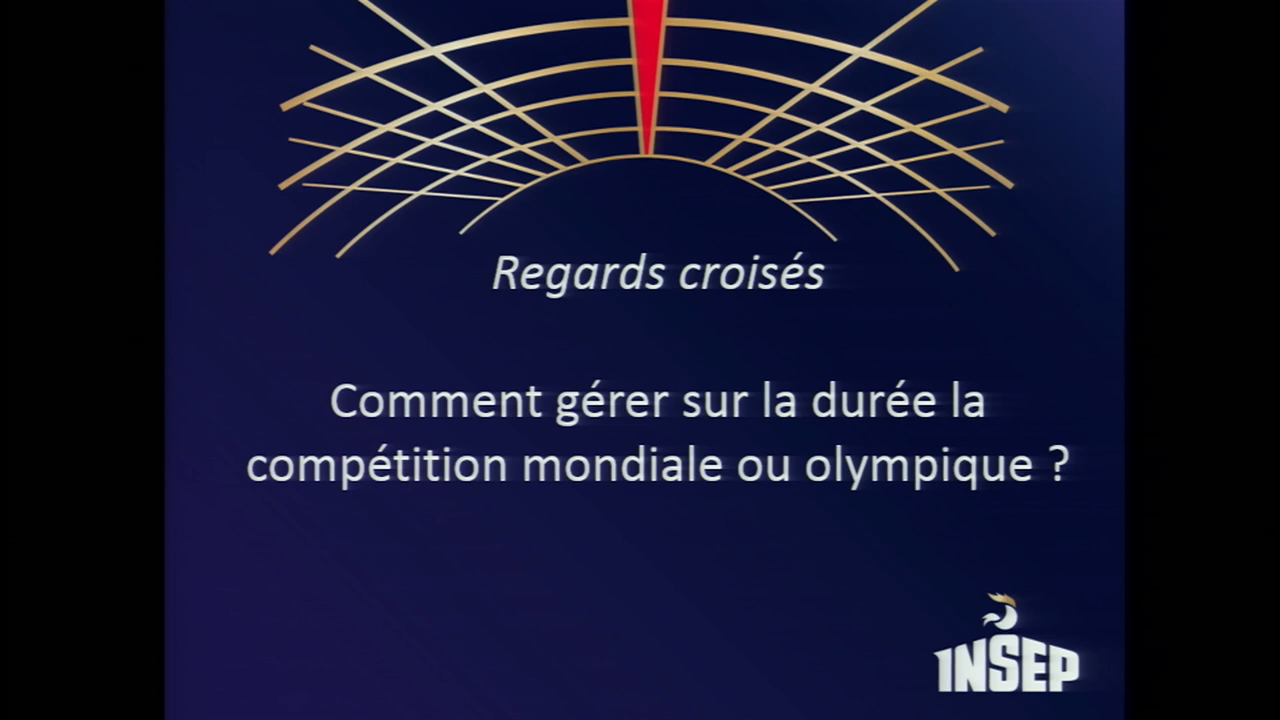 Regards croisés
Comment gérer sur la durée la
compétition mondiale ou olympique ?
INSEP